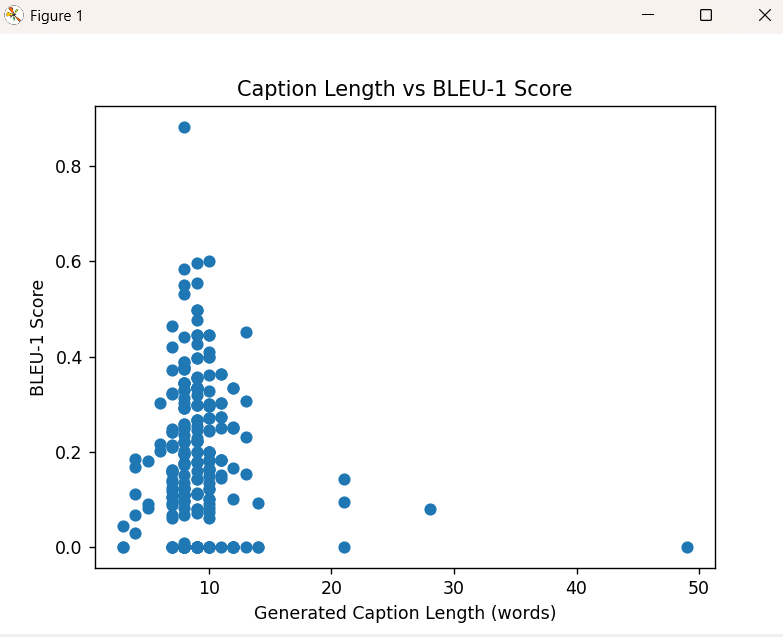 Figure 1
Caption Length vs BLEU-1 Score
0.8
0.6
0.4
0.2
0.0
BLEU-1 Score
10 20 30 40 50
Generated Caption Length (words)